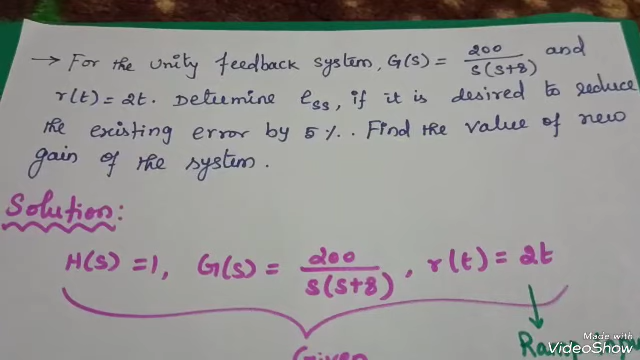 → For the unity feedback system, G(s) = 200 / s(s+8) and
r(t) = 2t. Determine ess, if it is desired to reduce
the existing error by 5%. Find the value of new
gain of the system.
Solution:
H(s) = 1, G(s) = 200 / s(s+8), r(t) = 2t
Given
Made with
VideoShow